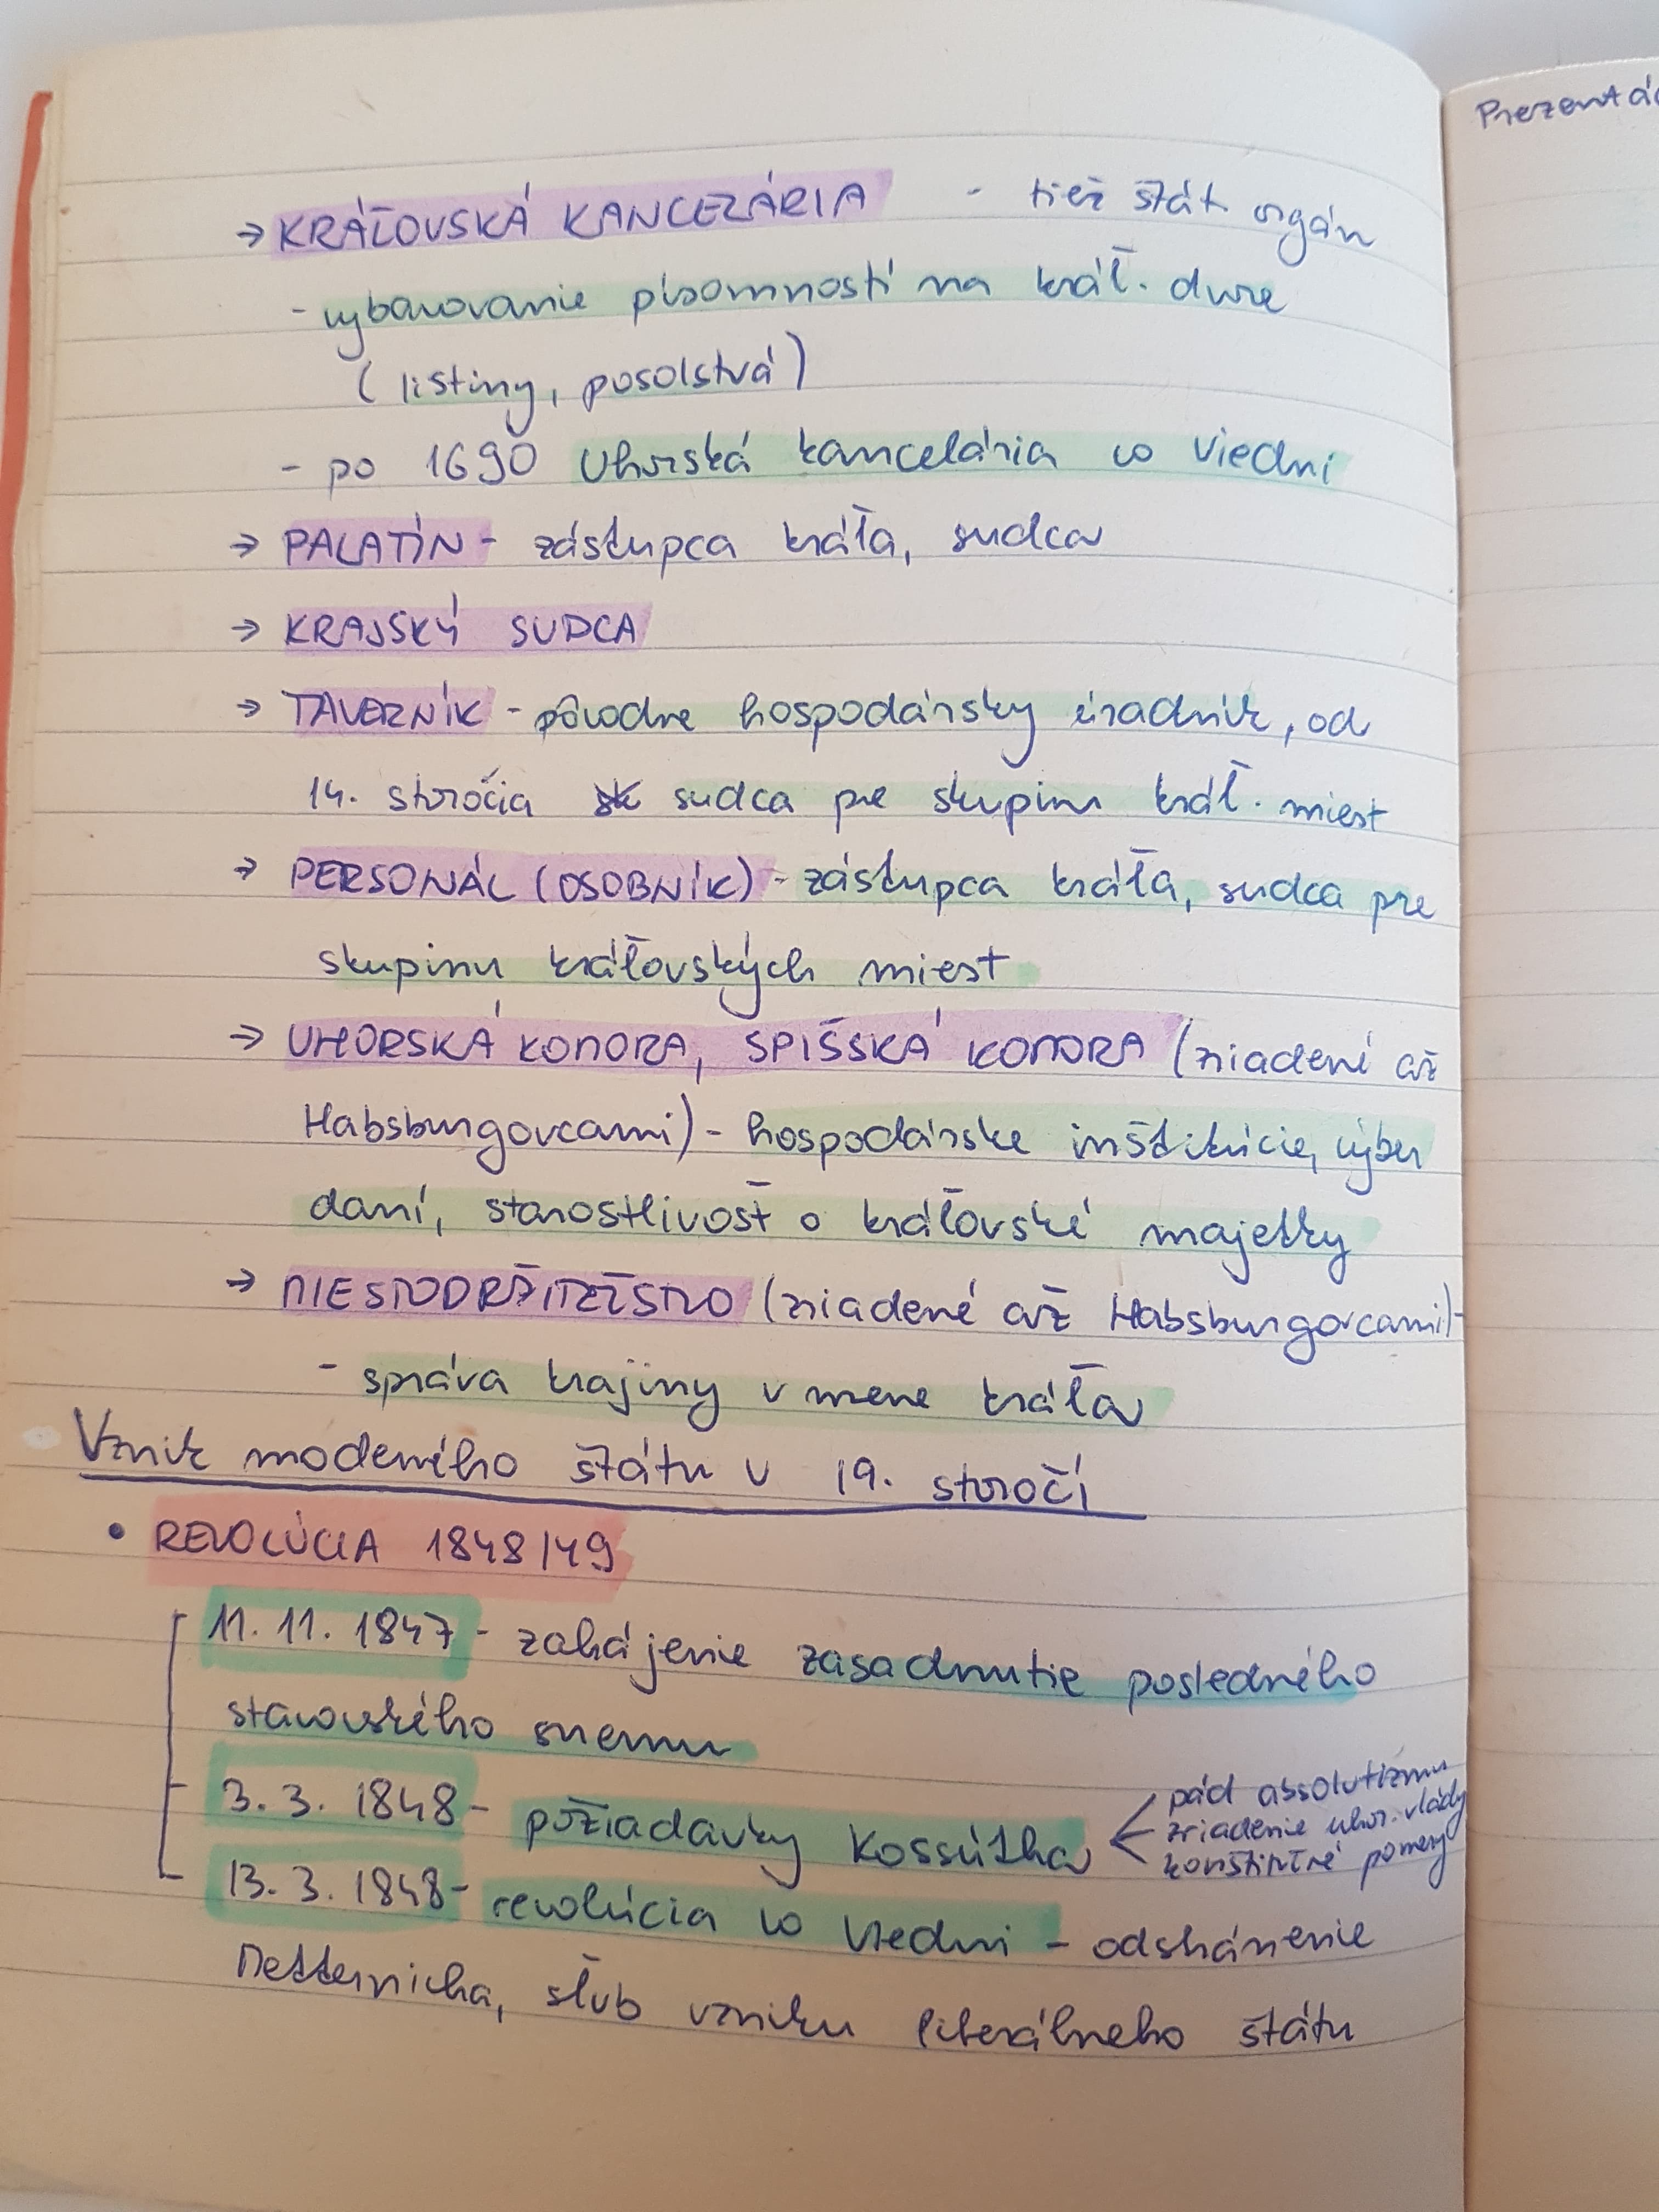 → KRÁĽOVSKÁ KANCELÁRIA - tiež štát. orgán
- vybavovanie písomností na kráľ. dvore
( listiny, posolstvá )
- po 1690 Uhorská kancelária vo Viedni
→ PALATÍN - zástupca kráľa, sudca
→ KRAJSKÝ SUDCA
→ TAVERNÍK - pôvodne hospodársky úradník, od
14. storočia sudca pre skupinu kráľ. miest
→ PERSONÁL (OSOBNÍK) - zástupca kráľa, sudca pre
skupinu kráľovských miest
→ UHORSKÁ KOMORA, SPIŠSKÁ KOMORA (zriadené až
Habsburgovcami) - hospodárske inštitúcie, výber
daní, starostlivosť o kráľovské majetky
→ MIESTODRŽITEĽSTVO (zriadené až Habsburgovcami) -
- správa krajiny v mene kráľa
Vznik moderného štátu v 19. storočí
• REVOLÚCIA 1848/49
11. 11. 1847 - zahájenie zasadnutie posledného
stavovského snemu
3. 3. 1848 - požiadavky Kossútha
pád absolutizmu
zriadenie uhor. vlády
konštitučné pomery
13. 3. 1848 - revolúcia vo Viedni - odstránenie
Metternicha, sľub vzniku liberálneho štátu